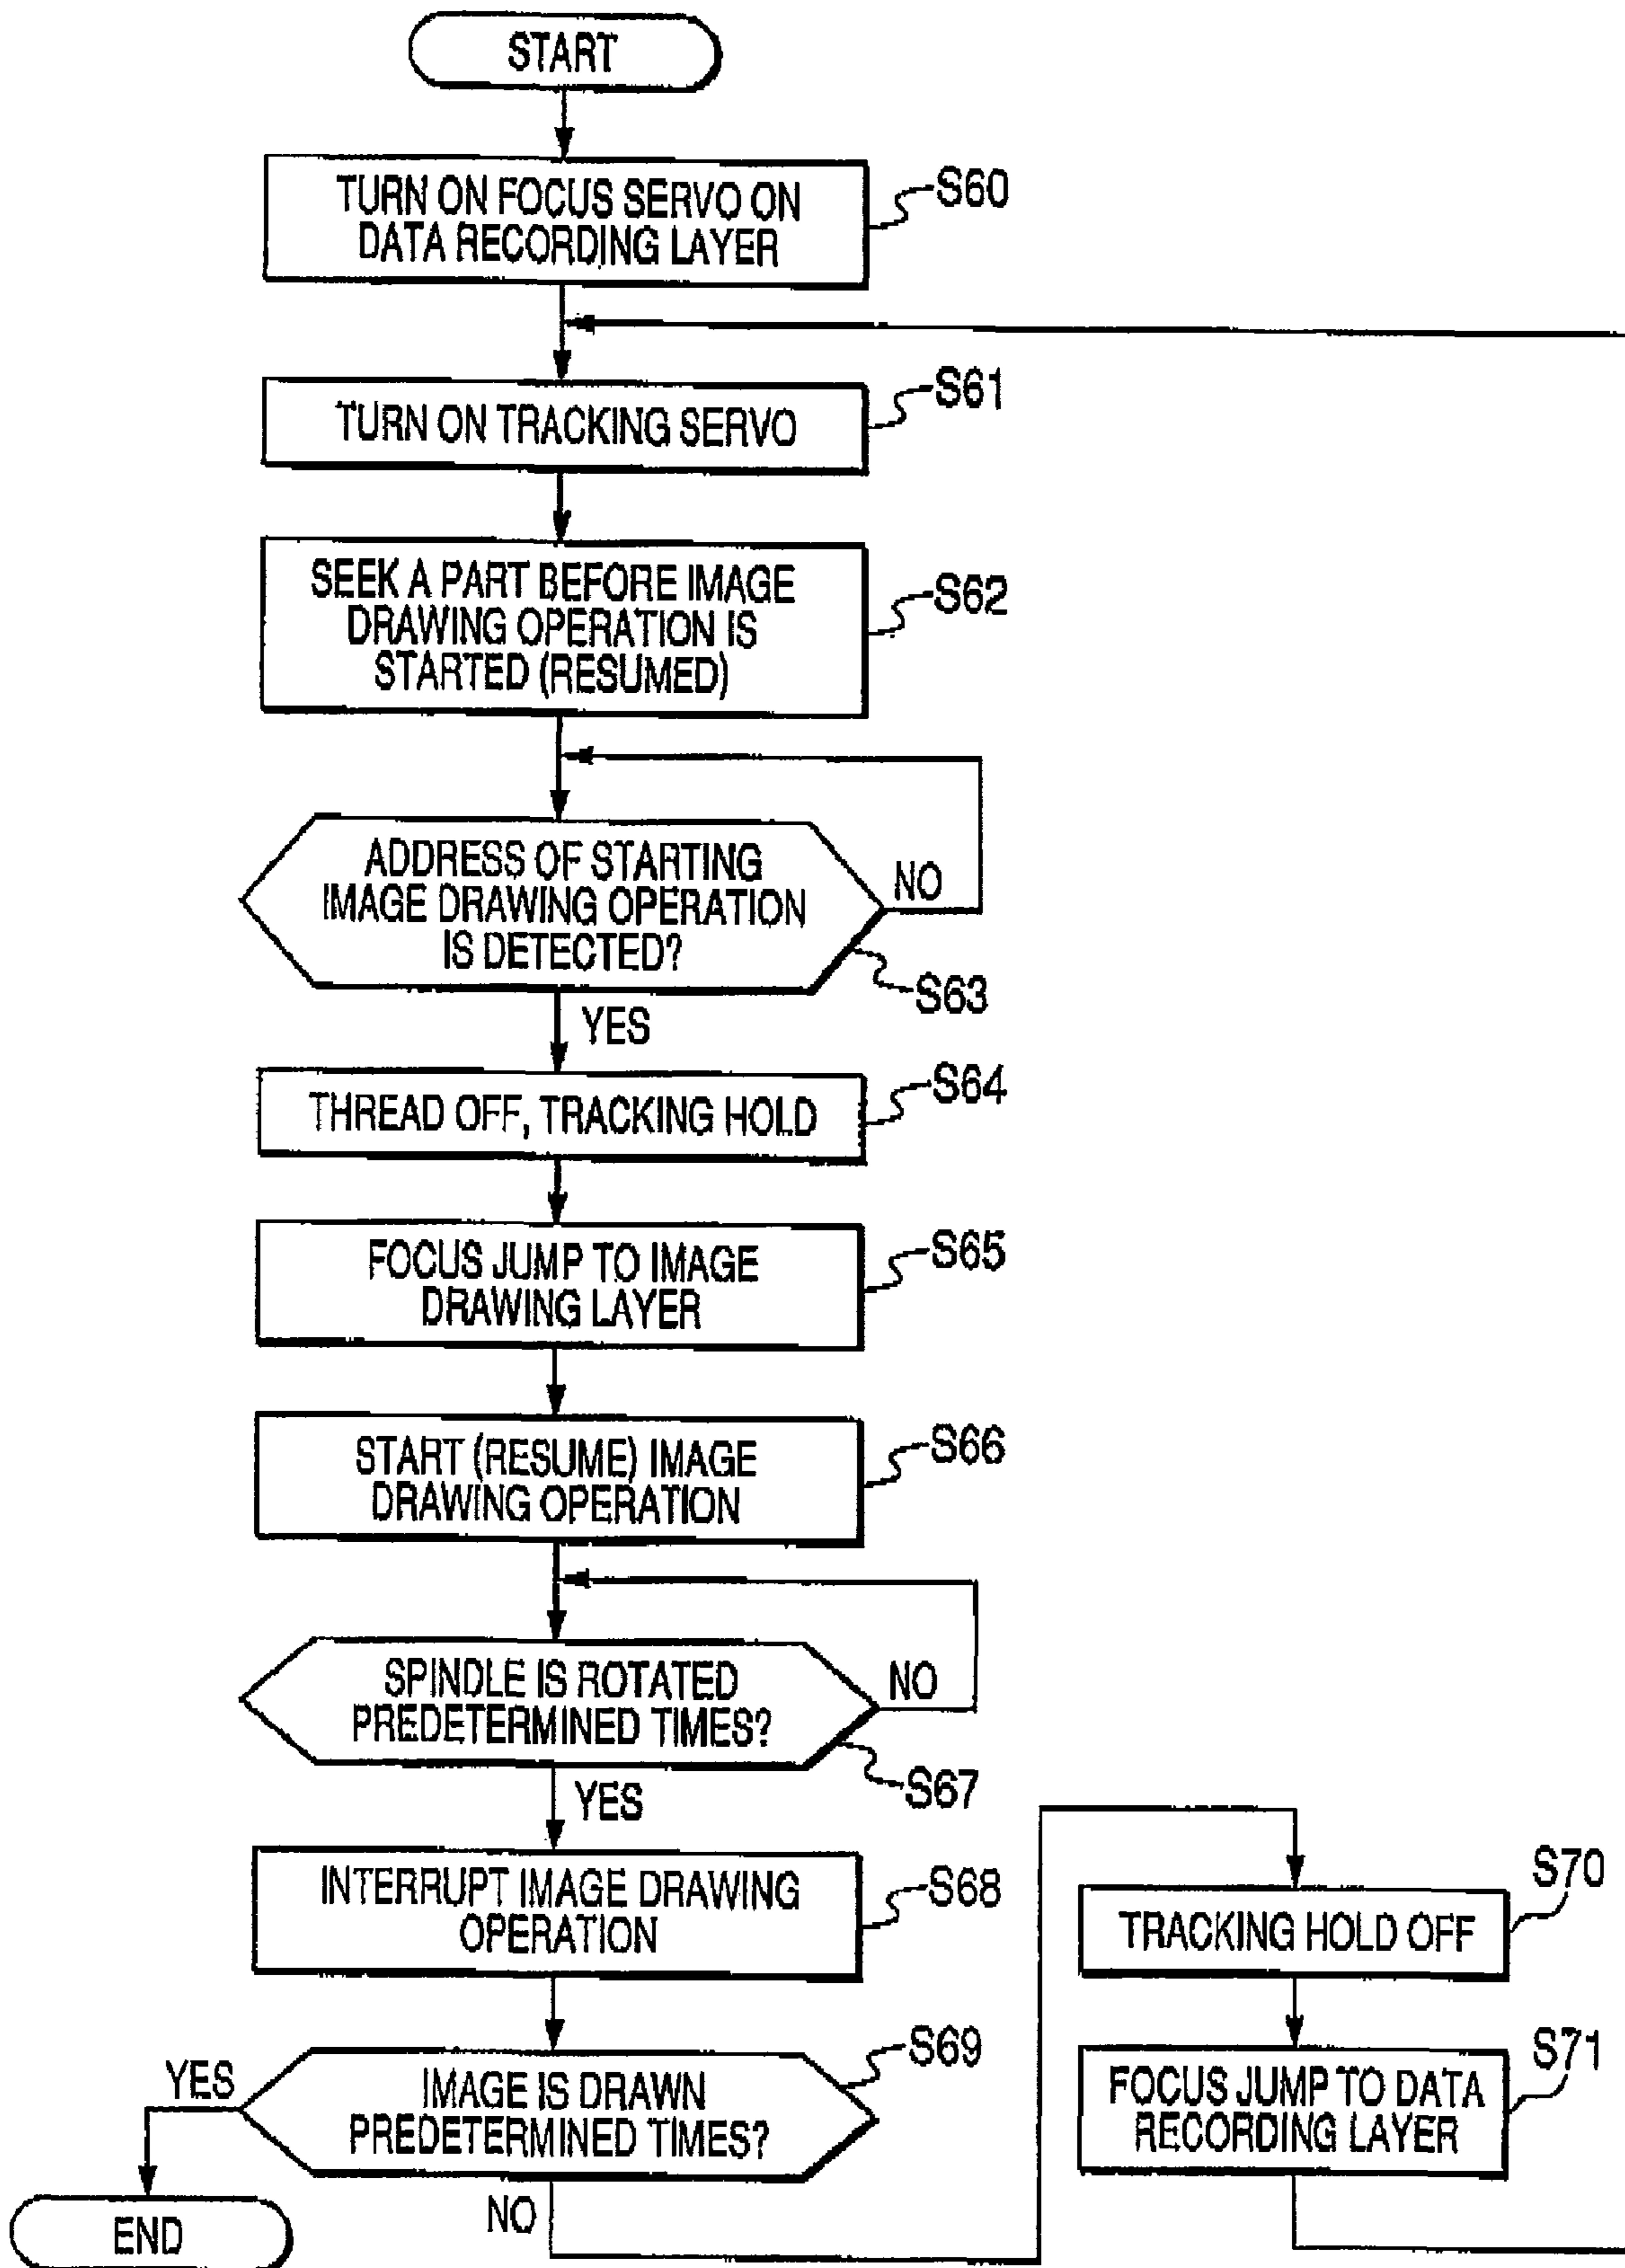 START
TURN ON FOCUS SERVO ON
DATA RECORDING LAYER
S60
TURN ON TRACKING SERVO
S61
SEEK A PART BEFORE IMAGE
DRAWING OPERATION IS
STARTED (RESUMED)
S62
ADDRESS OF STARTING
IMAGE DRAWING OPERATION
IS DETECTED?
NO
S63
YES
THREAD OFF, TRACKING HOLD
S64
FOCUS JUMP TO IMAGE
DRAWING LAYER
S65
START (RESUME) IMAGE
DRAWING OPERATION
S66
SPINDLE IS ROTATED
PREDETERMINED TIMES?
NO
S67
YES
INTERRUPT IMAGE DRAWING
OPERATION
S68
IMAGE IS DRAWN
PREDETERMINED TIMES?
S69
YES
END
NO
TRACKING HOLD OFF
S70
FOCUS JUMP TO DATA
RECORDING LAYER
S71